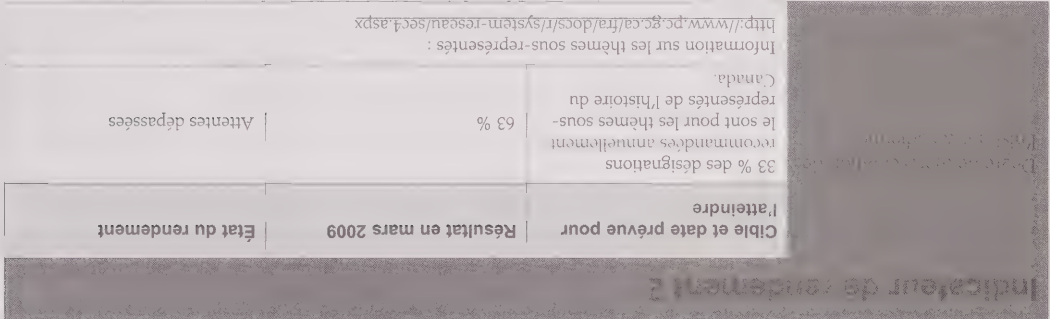 Indicateur de rendement 2
Cible et date prévue pour
l'atteindre
Résultat en mars 2009
État du rendement
33 % des désignations
recommandées annuellement
le sont pour les thèmes sous-
représentés de l'histoire du
Canada.
63 %
Attentes dépassées
Information sur les thèmes sous-représentés :
http://www.pc.gc.ca/fra/docs/r/system-reseau/sec4.aspx